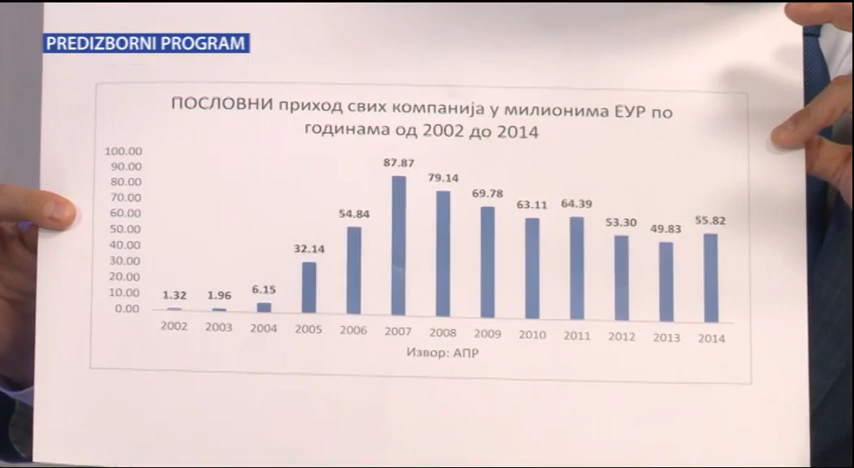 PREDIZBORNI PROGRAM
ПОСЛОВНИ приход свих компанија у милионима ЕУР по
годинама од 2002 до 2014
100.00
90.00
80.00
70.00
60.00
50.00
40.00
30.00
20.00
10.00
0.00
1.32 1.96 6.15 32.14 54.84 87.87 79.14 69.78 63.11 64.39 53.30 49.83 55.82
2002 2003 2004 2005 2006 2007 2008 2009 2010 2011 2012 2013 2014
Извор: АПР